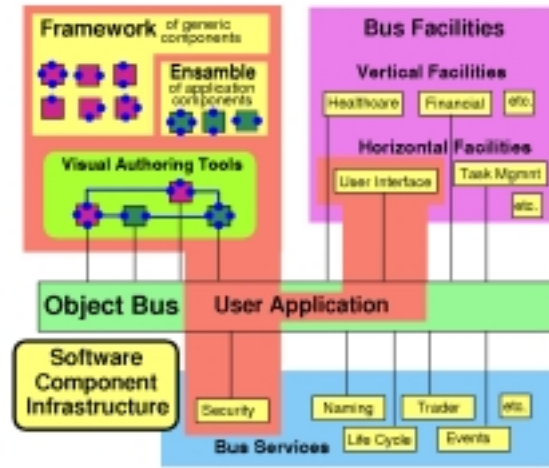 Framework of generic
components
Ensamble
of application
components
Visual Authoring Tools
Bus Facilities
Vertical Facilities
Healthcare
Financial
etc.
Horizontal Facilities
User Interface
Task Mgmnt
etc.
Object Bus
User Application
Software
Component
Infrastructure
Security
Naming
Trader
etc.
Life Cycle
Events
Bus Services